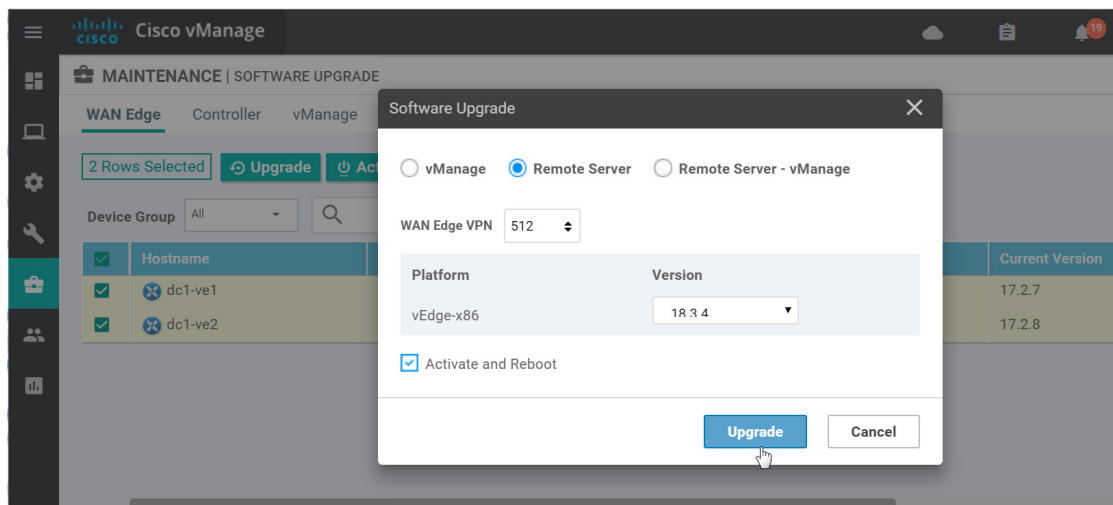 cisco Cisco vManage 19
MAINTENANCE | SOFTWARE UPGRADE
WAN Edge Controller vManage
Software Upgrade
2 Rows Selected Upgrade
vManage Remote Server Remote Server - vManage
Device Group All
WAN Edge VPN 512
Hostname Current Version
Platform Version
dc1-ve1 17.2.7
vEdge-x86 18.3.4
dc1-ve2 17.2.8
Activate and Reboot
Upgrade Cancel